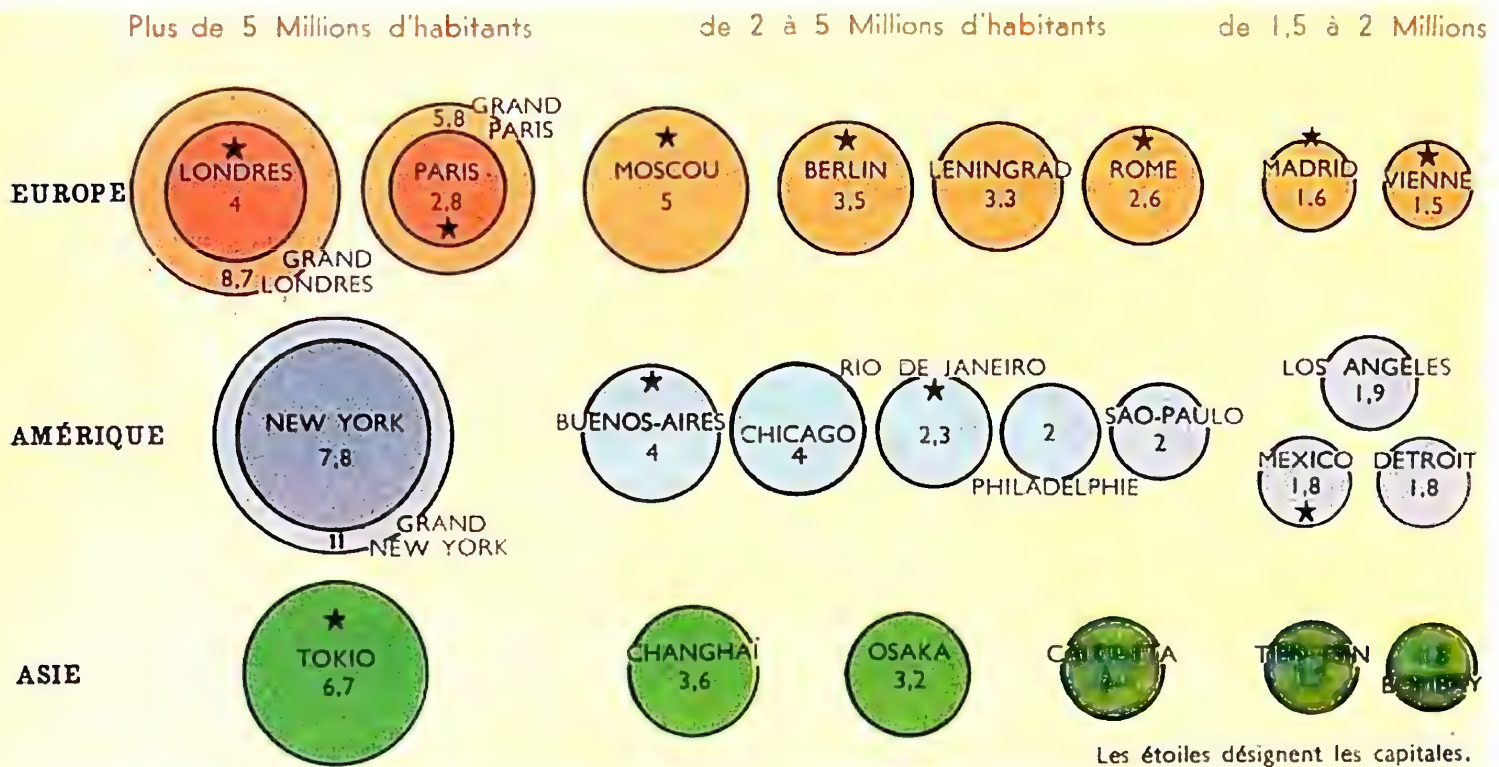 Plus de 5 Millions d'habitants
de 2 à 5 Millions d'habitants
de 1,5 à 2 Millions
EUROPE
LONDRES
4
8,7
GRAND
LONDRES
5,8
GRAND
PARIS
PARIS
2.8
MOSCOU
5
BERLIN
3,5
LENINGRAD
3.3
ROME
2.6
MADRID
1.6
VIENNE
1,5
AMÉRIQUE
NEW YORK
7,8
11
GRAND
NEW YORK
BUENOS-AIRES
4
CHICAGO
4
RIO DE JANEIRO
2,3
2
PHILADELPHIE
SAO-PAULO
2
LOS ANGELES
1,9
MEXICO
1,8
DETROIT
1,8
ASIE
TOKIO
6,7
CHANGHAÏ
3,6
OSAKA
3,2
Les étoiles désignent les capitales.